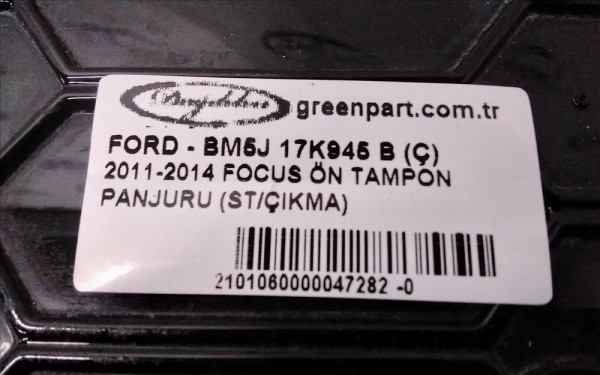 greenpart.com.tr
FORD - BM5J 17K945 B (Ç)
2011-2014 FOCUS ÖN TAMPON
PANJURU (ST/ÇIKMA)
2101060000047282 -0